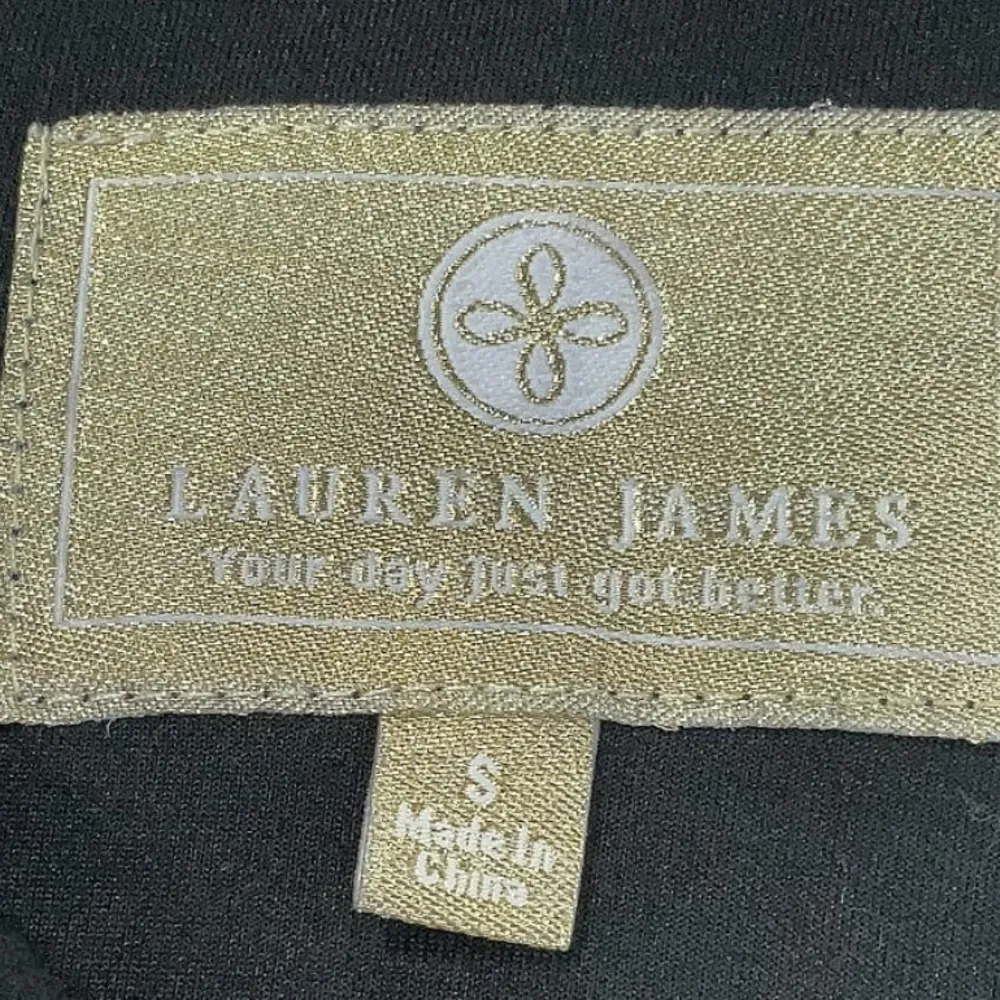 LAUREN JAMES
Your day just got better.
S
Made in
China